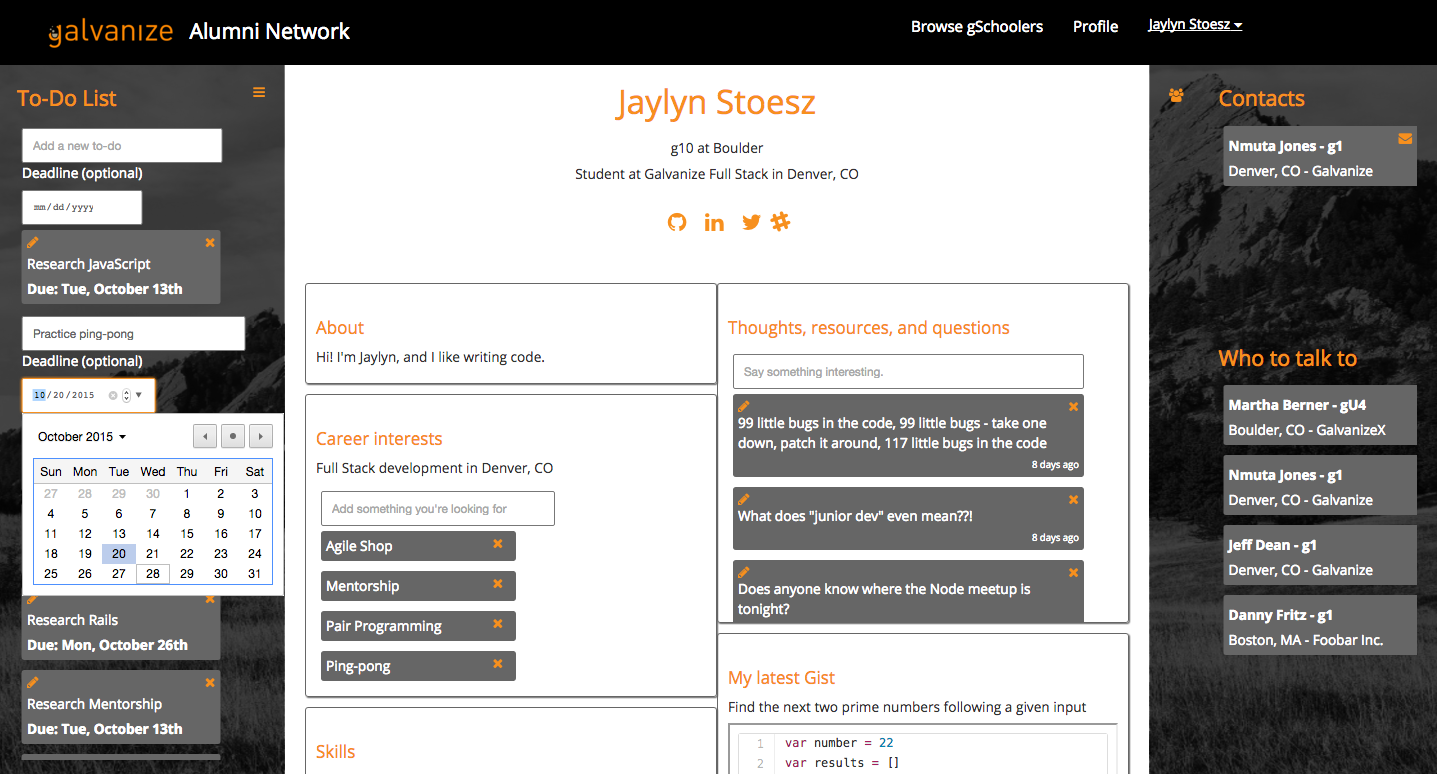 galvanize Alumni Network
Browse gSchoolers
Profile
Jaylyn Stoesz
To-Do List
Add a new to-do
Deadline (optional)
mm/dd/yyyy
Research JavaScript
Due: Tue, October 13th
Practice ping-pong
Deadline (optional)
10/20/2015
October 2015
Sun Mon Tue Wed Thu Fri Sat
27 28 29 30 1 2 3
4 5 6 7 8 9 10
11 12 13 14 15 16 17
18 19 20 21 22 23 24
25 26 27 28 29 30 31
Research Rails
Due: Mon, October 26th
Research Mentorship
Due: Tue, October 13th
Jaylyn Stoesz
g10 at Boulder
Student at Galvanize Full Stack in Denver, CO
About
Hi! I'm Jaylyn, and I like writing code.
Career interests
Full Stack development in Denver, CO
Add something you're looking for
Agile Shop
Mentorship
Pair Programming
Ping-pong
Skills
Thoughts, resources, and questions
Say something interesting.
99 little bugs in the code, 99 little bugs - take one
down, patch it around, 117 little bugs in the code
8 days ago
What does "junior dev" even mean??!
8 days ago
Does anyone know where the Node meetup is
tonight?
My latest Gist
Find the next two prime numbers following a given input
1 var number = 22
2 var results = []
Contacts
Nmuta Jones - g1
Denver, CO - Galvanize
Who to talk to
Martha Berner - gU4
Boulder, CO - GalvanizeX
Nmuta Jones - g1
Denver, CO - Galvanize
Jeff Dean - g1
Denver, CO - Galvanize
Danny Fritz - g1
Boston, MA - Foobar Inc.